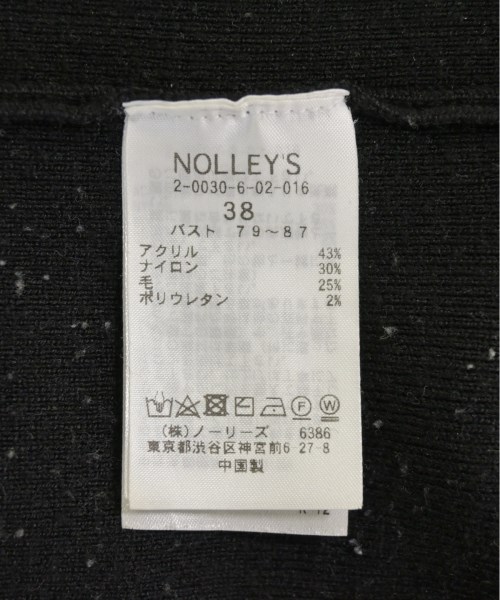 NOLLEY'S
2-0030-6-02-016
38
バスト 79～87
アクリル 43%
ナイロン 30%
毛 25%
ポリウレタン 2%
F W
(株)ノーリーズ 6386
東京都渋谷区神宮前6 27-8
中国製